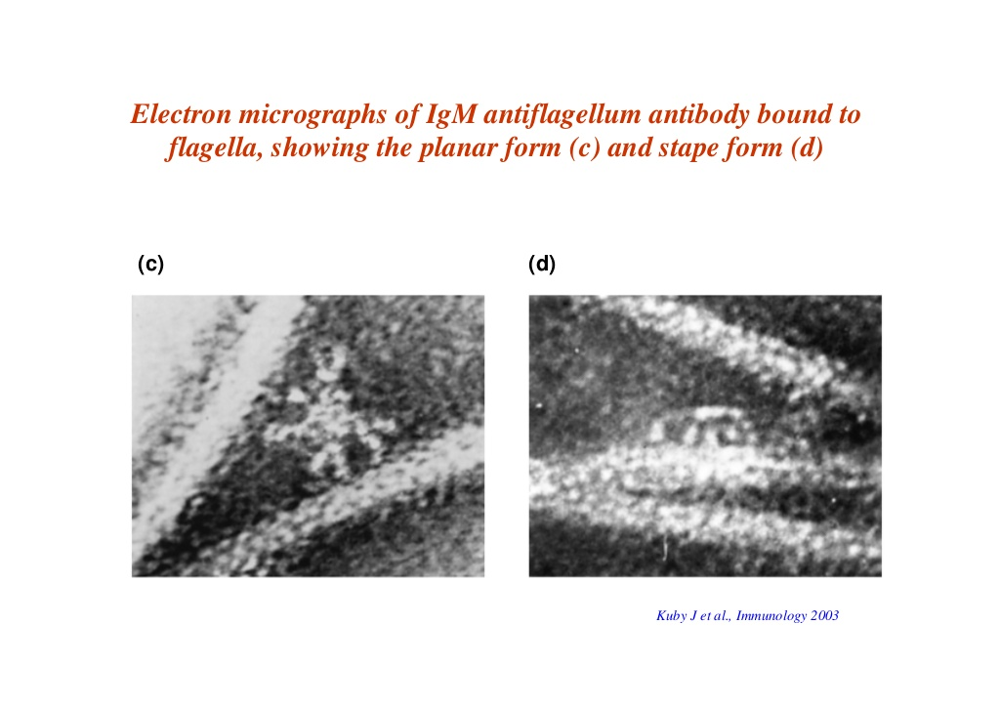 Electron micrographs of IgM antiflagellum antibody bound to
flagella, showing the planar form (c) and stape form (d)
(c)
(d)
Kuby J et al., Immunology 2003